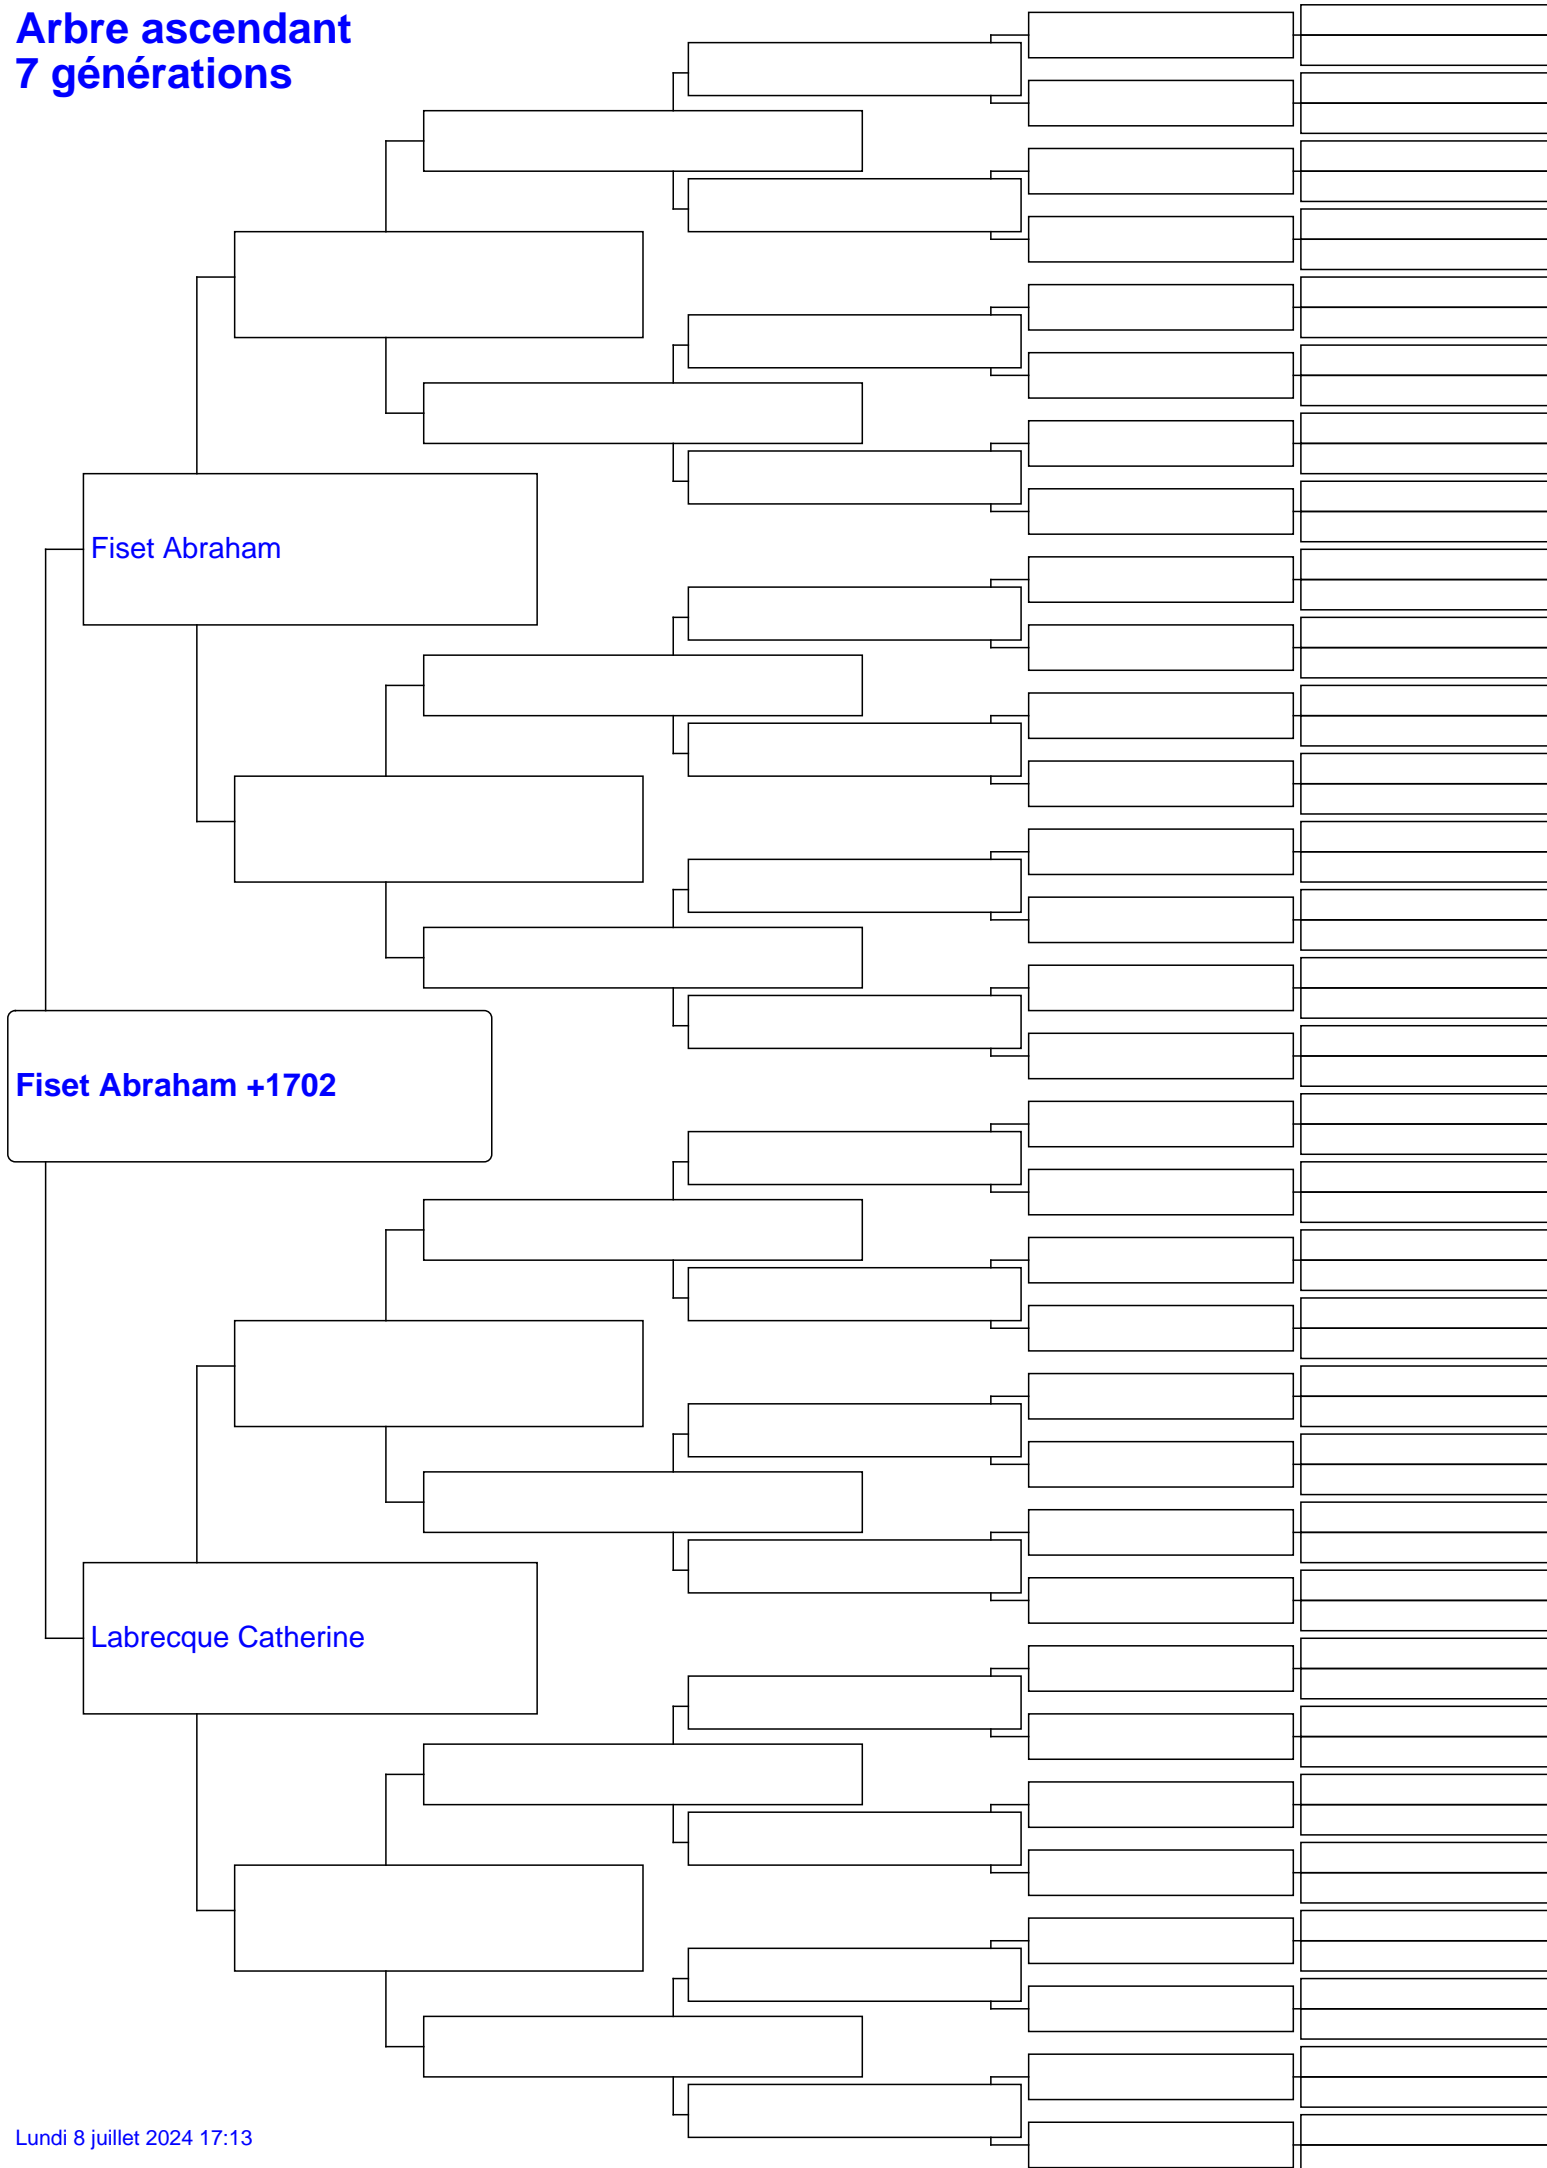 Arbre ascendant
7 générations
Fiset Abraham
Fiset Abraham +1702
Labrecque Catherine
Lundi 8 juillet 2024 17:13